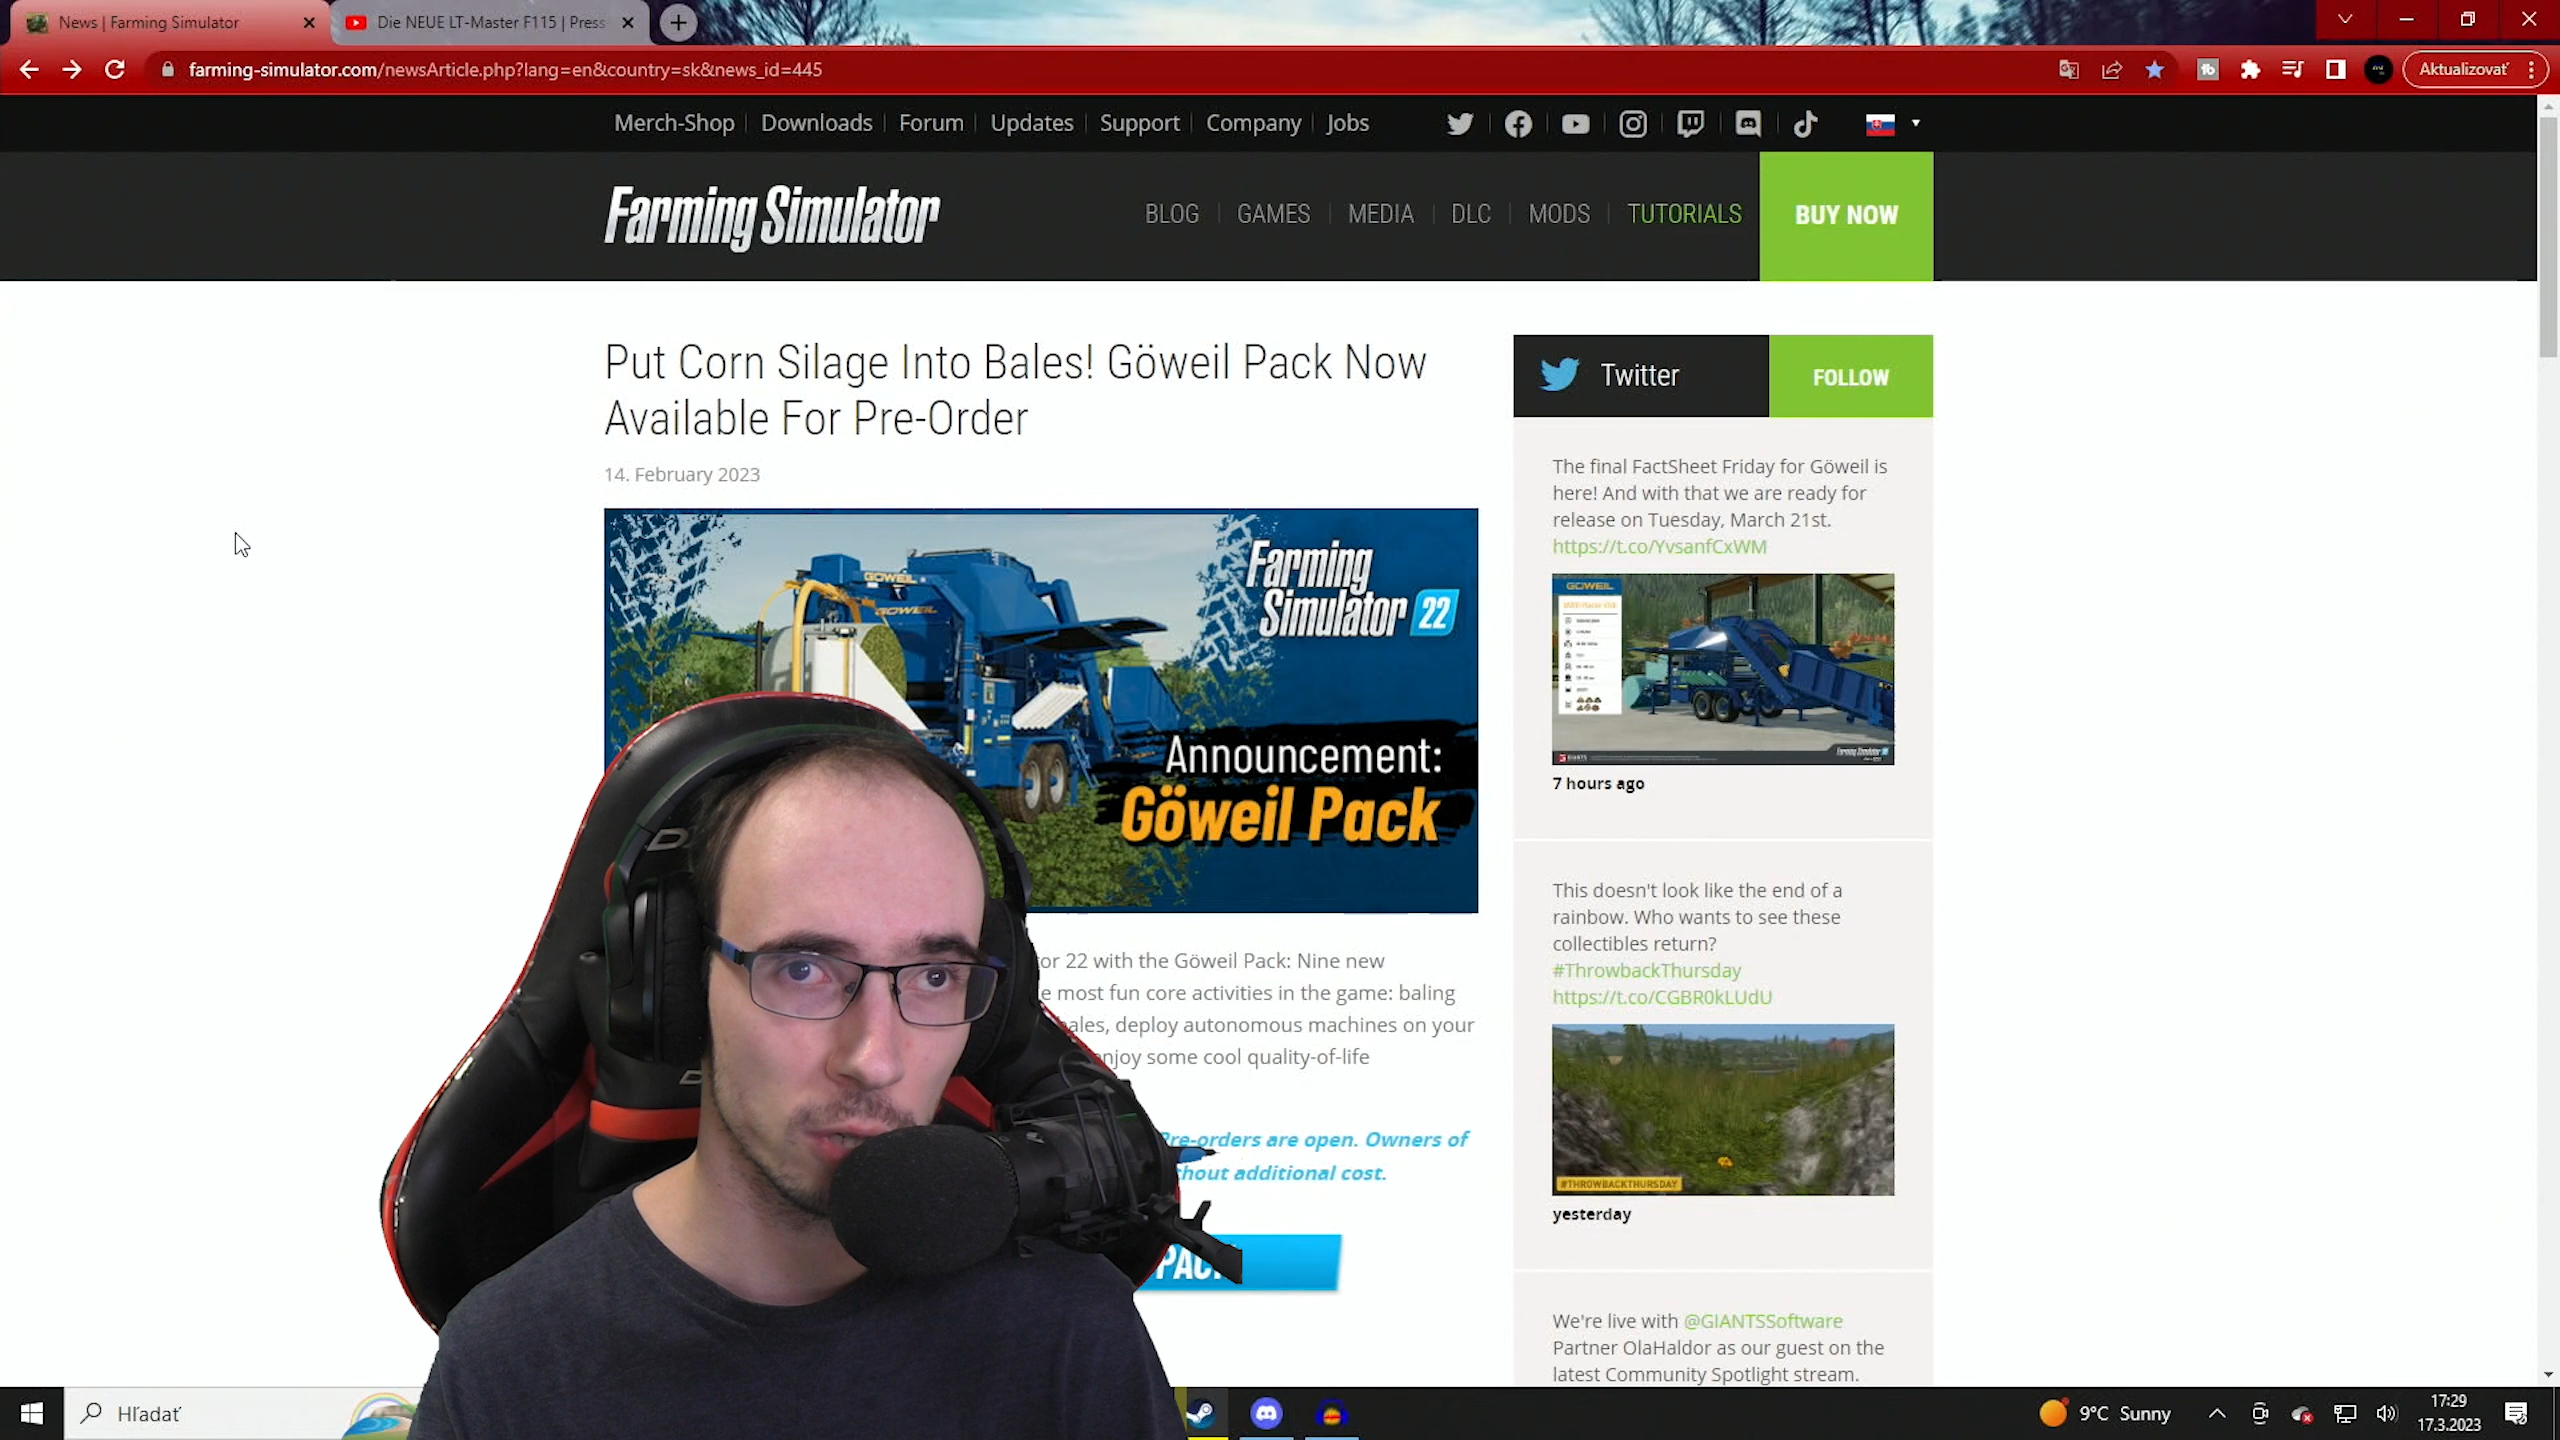 News | Farming Simulator
Die NEUE LT-Master F115 | Press
farming-simulator.com/newsArticle.php?lang=en&country=sk&news_id=445
Aktualizovať
Merch-Shop
Downloads
Forum
Updates
Support
Company
Jobs
Farming Simulator
BLOG
GAMES
MEDIA
DLC
MODS
TUTORIALS
BUY NOW
Put Corn Silage Into Bales! Göweil Pack Now
Available For Pre-Order
14. February 2023
GÖWEIL
GÖWEIL
Farming
Simulator 22
Announcement:
Göweil Pack
or 22 with the Göweil Pack: Nine new
e most fun core activities in the game: baling
bales, deploy autonomous machines on your
enjoy some cool quality-of-life
Pre-orders are open. Owners of
thout additional cost.
PACK
Twitter
FOLLOW
The final FactSheet Friday for Göweil is
here! And with that we are ready for
release on Tuesday, March 21st.
https://t.co/YvsanfCxWM
GÖWEIL
7 hours ago
This doesn't look like the end of a
rainbow. Who wants to see these
collectibles return?
#ThrowbackThursday
https://t.co/CGBR0kLUdU
#THROWBACKTHURSDAY
yesterday
We're live with @GIANTSSoftware
Partner OlaHaldor as our guest on the
latest Community Spotlight stream.
Hľadať
9°C Sunny
17:29
17.3.2023